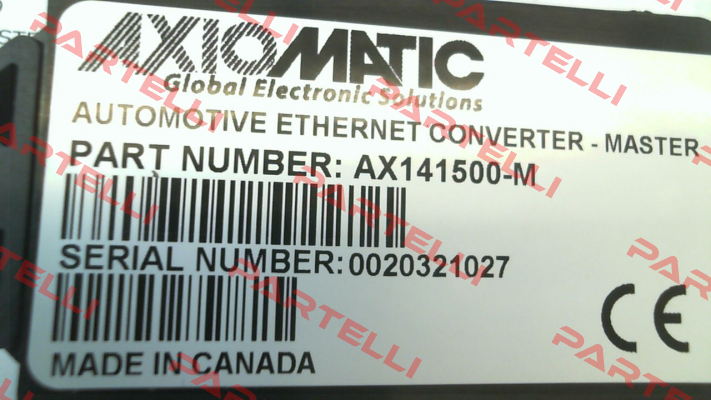 AXIOMATIC
Global Electronic Solutions
AUTOMOTIVE ETHERNET CONVERTER - MASTER
PART NUMBER: AX141500-M
SERIAL NUMBER: 0020321027
CE
MADE IN CANADA
PARTELLI
PARTELLI
PARTELLI
PARTELLI
PARTELLI
PARTELLI
PARTELLI